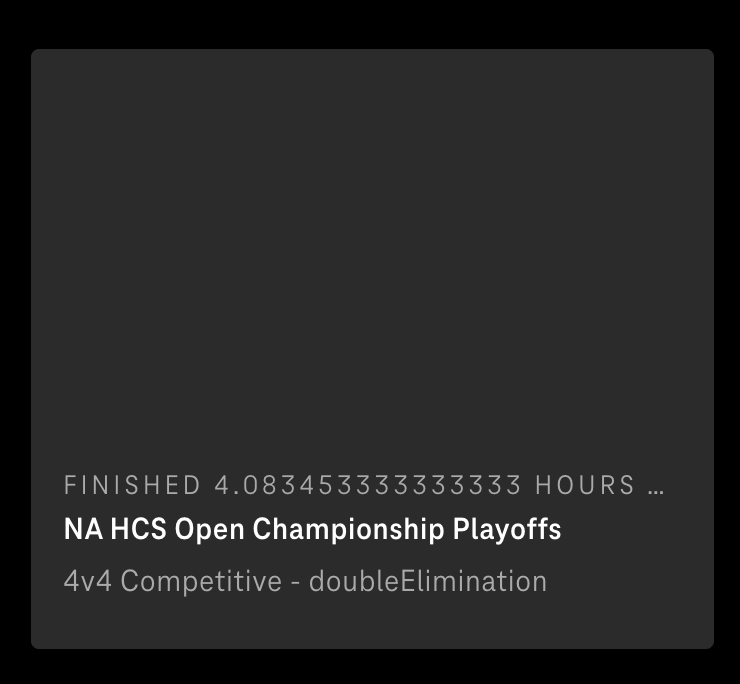 FINISHED 4.083453333333333 HOURS …
NA HCS Open Championship Playoffs
4v4 Competitive - doubleElimination